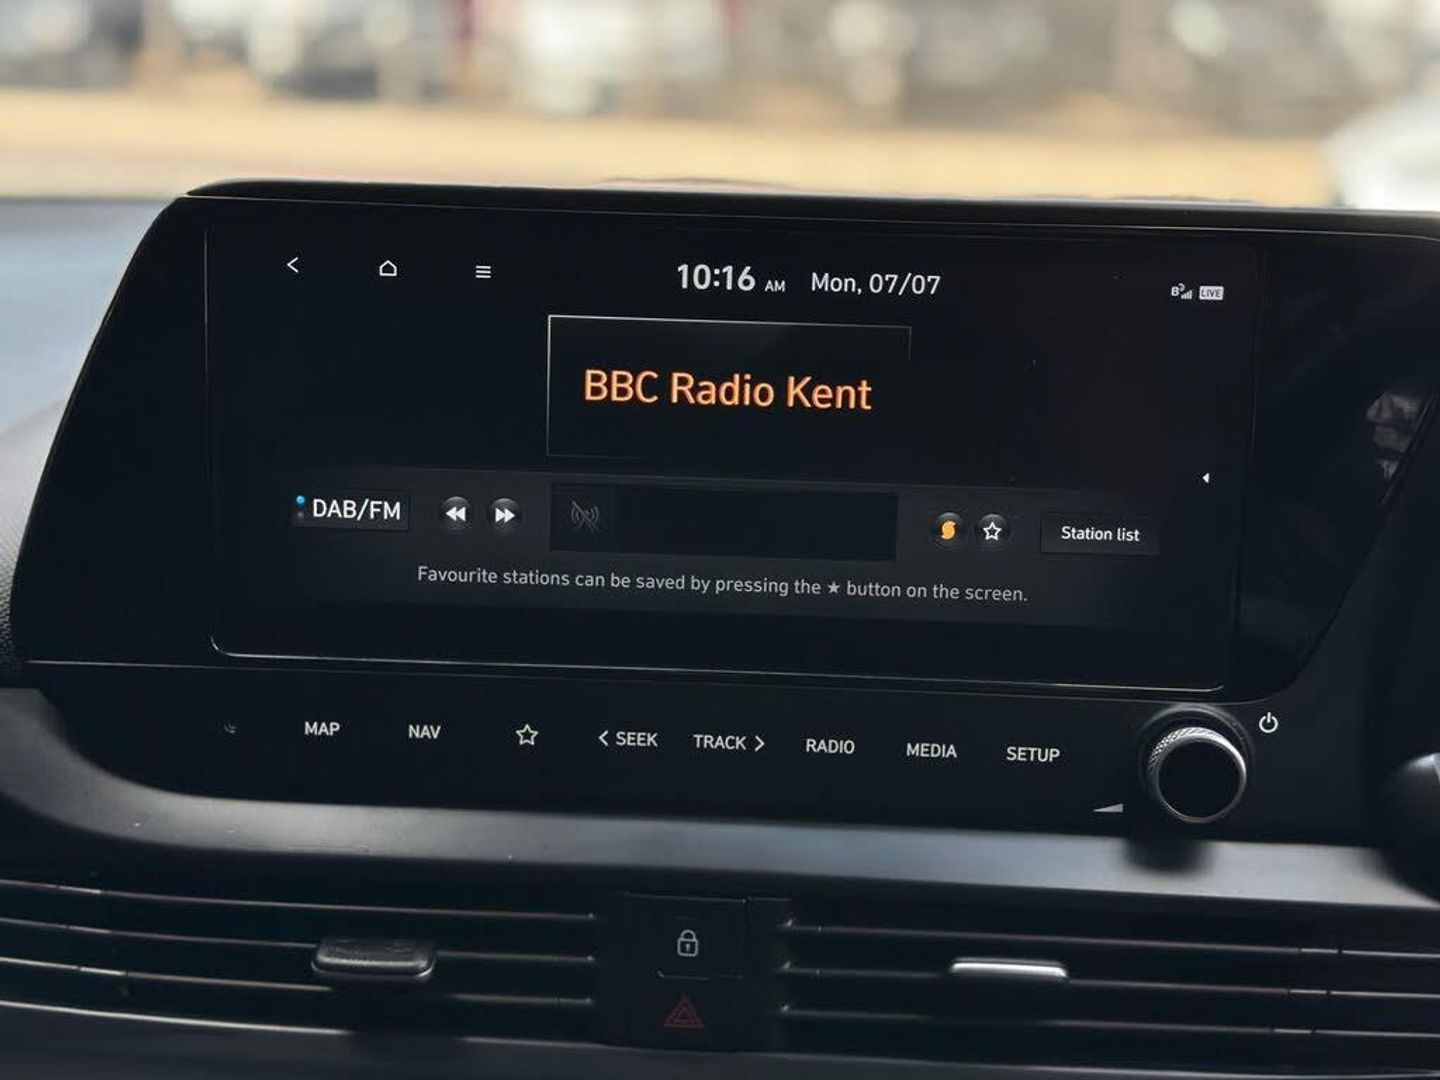 10:16 AM Mon, 07/07
LIVE
BBC Radio Kent
DAB/FM
Station list
Favourite stations can be saved by pressing the ★ button on the screen.
MAP NAV < SEEK TRACK > RADIO MEDIA SETUP